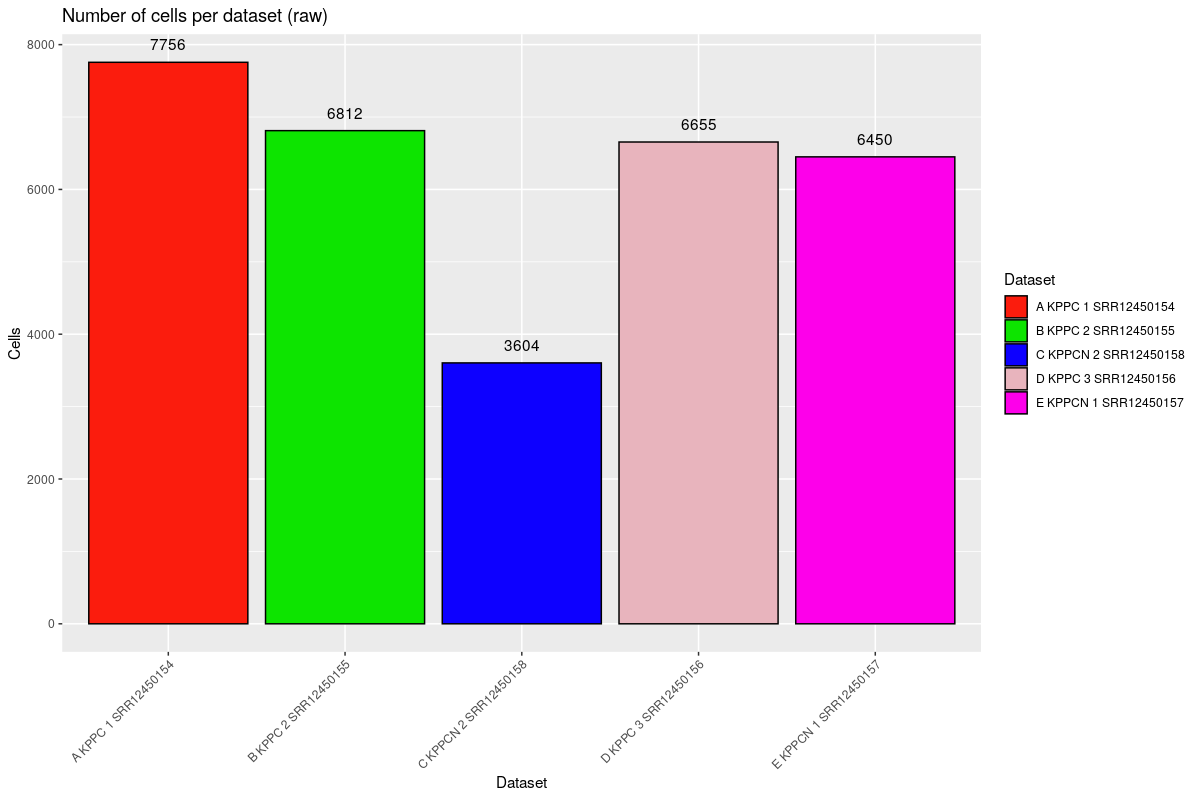 Number of cells per dataset (raw)
8000
6000
4000
2000
0
Cells
7756
6812
3604
6655
6450
A KPPC 1 SRR12450154
B KPPC 2 SRR12450155
C KPPCN 2 SRR12450158
D KPPC 3 SRR12450156
E KPPCN 1 SRR12450157
Dataset
Dataset
A KPPC 1 SRR12450154
B KPPC 2 SRR12450155
C KPPCN 2 SRR12450158
D KPPC 3 SRR12450156
E KPPCN 1 SRR12450157